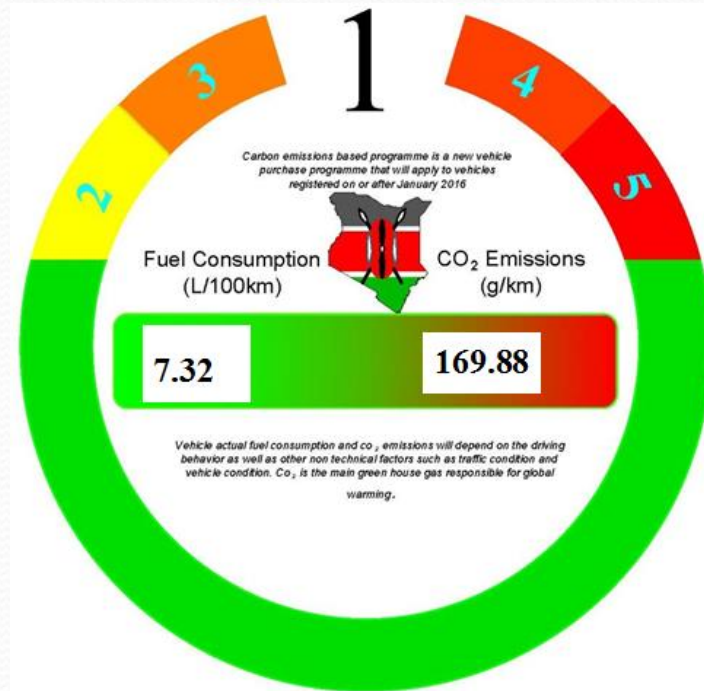 1
3
4
2
5
Carbon emissions based programme is a new vehicle
purchase programme that will apply to vehicles
registered on or after January 2016
Fuel Consumption
(L/100km)
CO₂ Emissions
(g/km)
7.32
169.88
Vehicle actual fuel consumption and co₂ emissions will depend on the driving
behavior as well as other non technical factors such as traffic condition and
vehicle condition. Co₂ is the main green house gas responsible for global
warming.